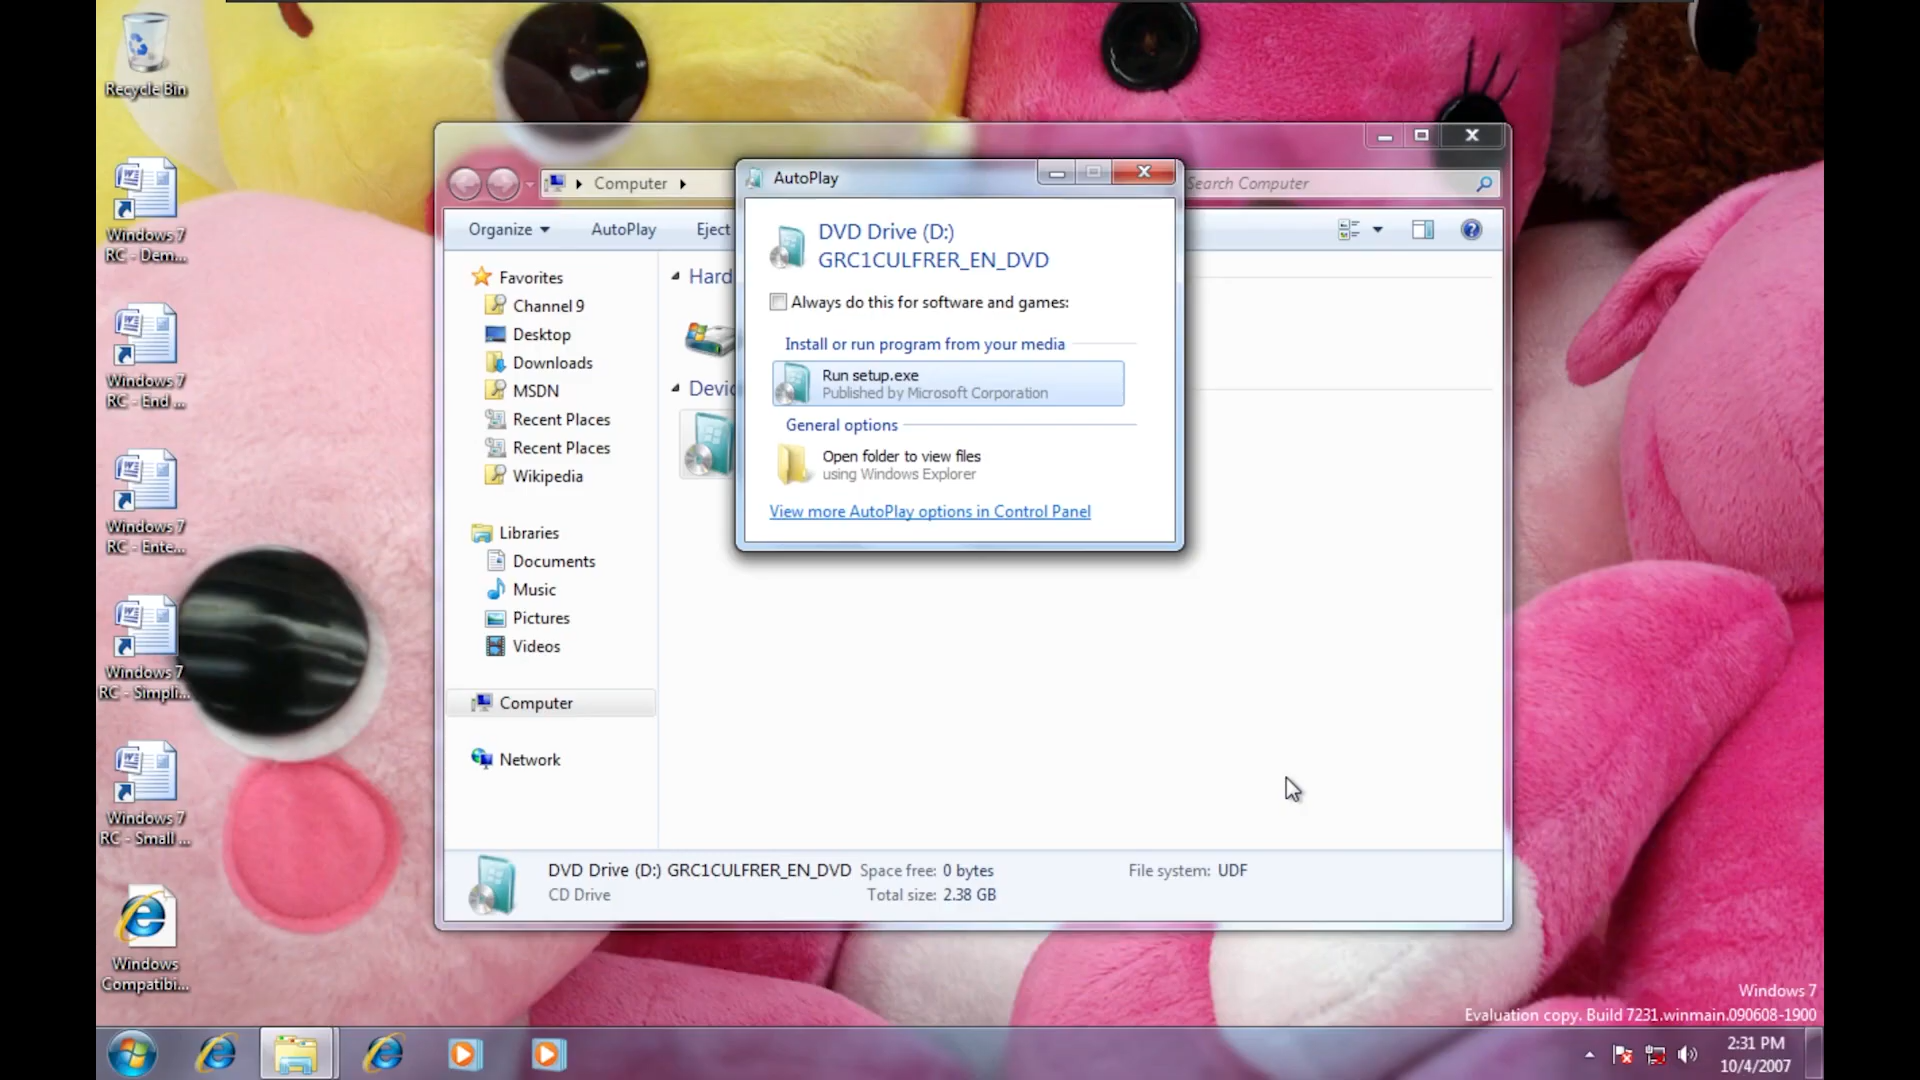 Recycle Bin
Windows 7
RC - Dem...
Windows 7
RC - End ...
Windows 7
RC - Ente...
Windows 7
RC - Simpli...
Windows 7
RC - Small ...
Windows
Compatibi...
Computer
Search Computer
Organize
AutoPlay
Eject
Favorites
Channel 9
Desktop
Downloads
MSDN
Recent Places
Recent Places
Wikipedia
Libraries
Documents
Music
Pictures
Videos
Computer
Network
Hard
Devic
AutoPlay
DVD Drive (D:)
GRC1CULFRER_EN_DVD
Always do this for software and games:
Install or run program from your media
Run setup.exe
Published by Microsoft Corporation
General options
Open folder to view files
using Windows Explorer
View more AutoPlay options in Control Panel
DVD Drive (D:) GRC1CULFRER_EN_DVD Space free: 0 bytes File system: UDF
CD Drive Total size: 2.38 GB
Windows 7
Evaluation copy. Build 7231.winmain.090608-1900
2:31 PM
10/4/2007